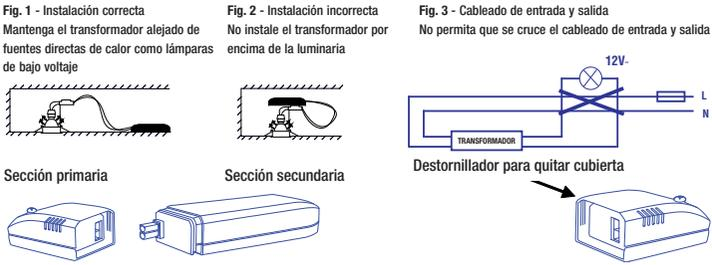 Fig. 1 - Instalación correcta
Mantenga el transformador alejado de
fuentes directas de calor como lámparas
de bajo voltaje
Fig. 2 - Instalación incorrecta
No instale el transformador por
encima de la luminaria
Fig. 3 - Cableado de entrada y salida
No permita que se cruce el cableado de entrada y salida
12V~
L
N
TRANSFORMADOR
Sección primaria
Sección secundaria
Destornillador para quitar cubierta